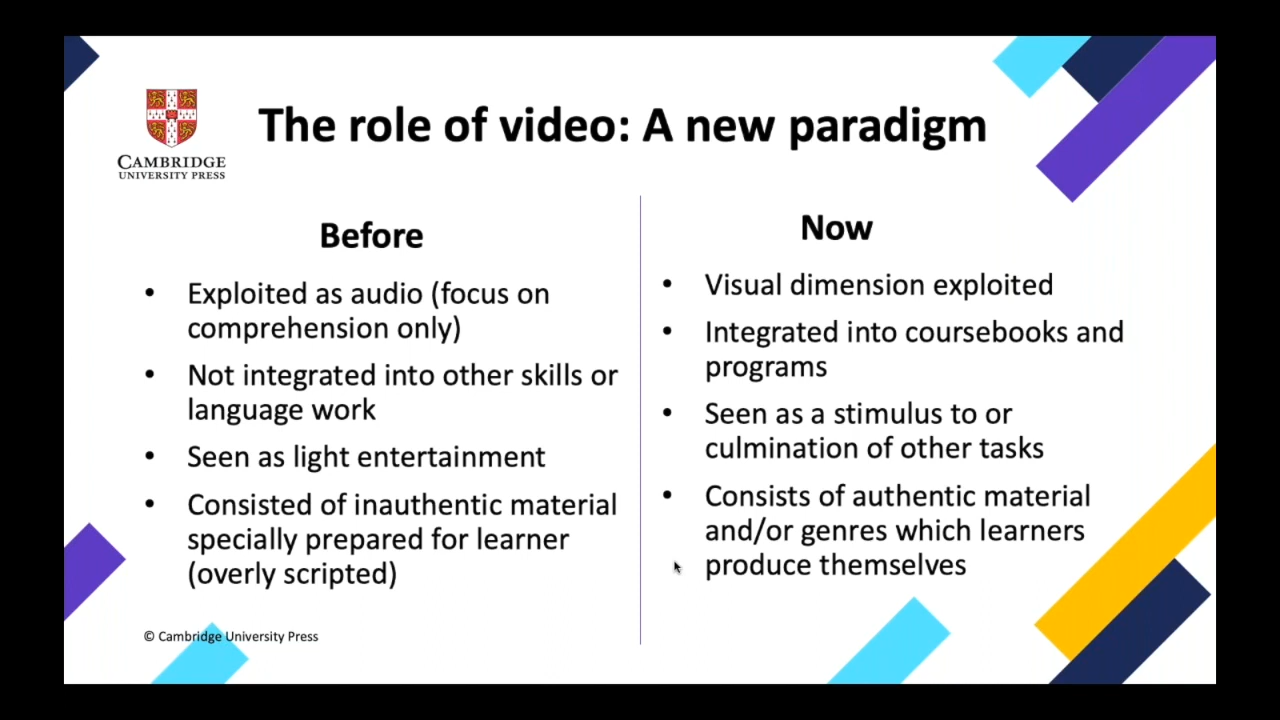 CAMBRIDGE
UNIVERSITY PRESS
The role of video: A new paradigm
Before
• Exploited as audio (focus on
comprehension only)
• Not integrated into other skills or
language work
• Seen as light entertainment
• Consisted of inauthentic material
specially prepared for learner
(overly scripted)
© Cambridge University Press
Now
• Visual dimension exploited
• Integrated into coursebooks and
programs
• Seen as a stimulus to or
culmination of other tasks
• Consists of authentic material
and/or genres which learners
produce themselves